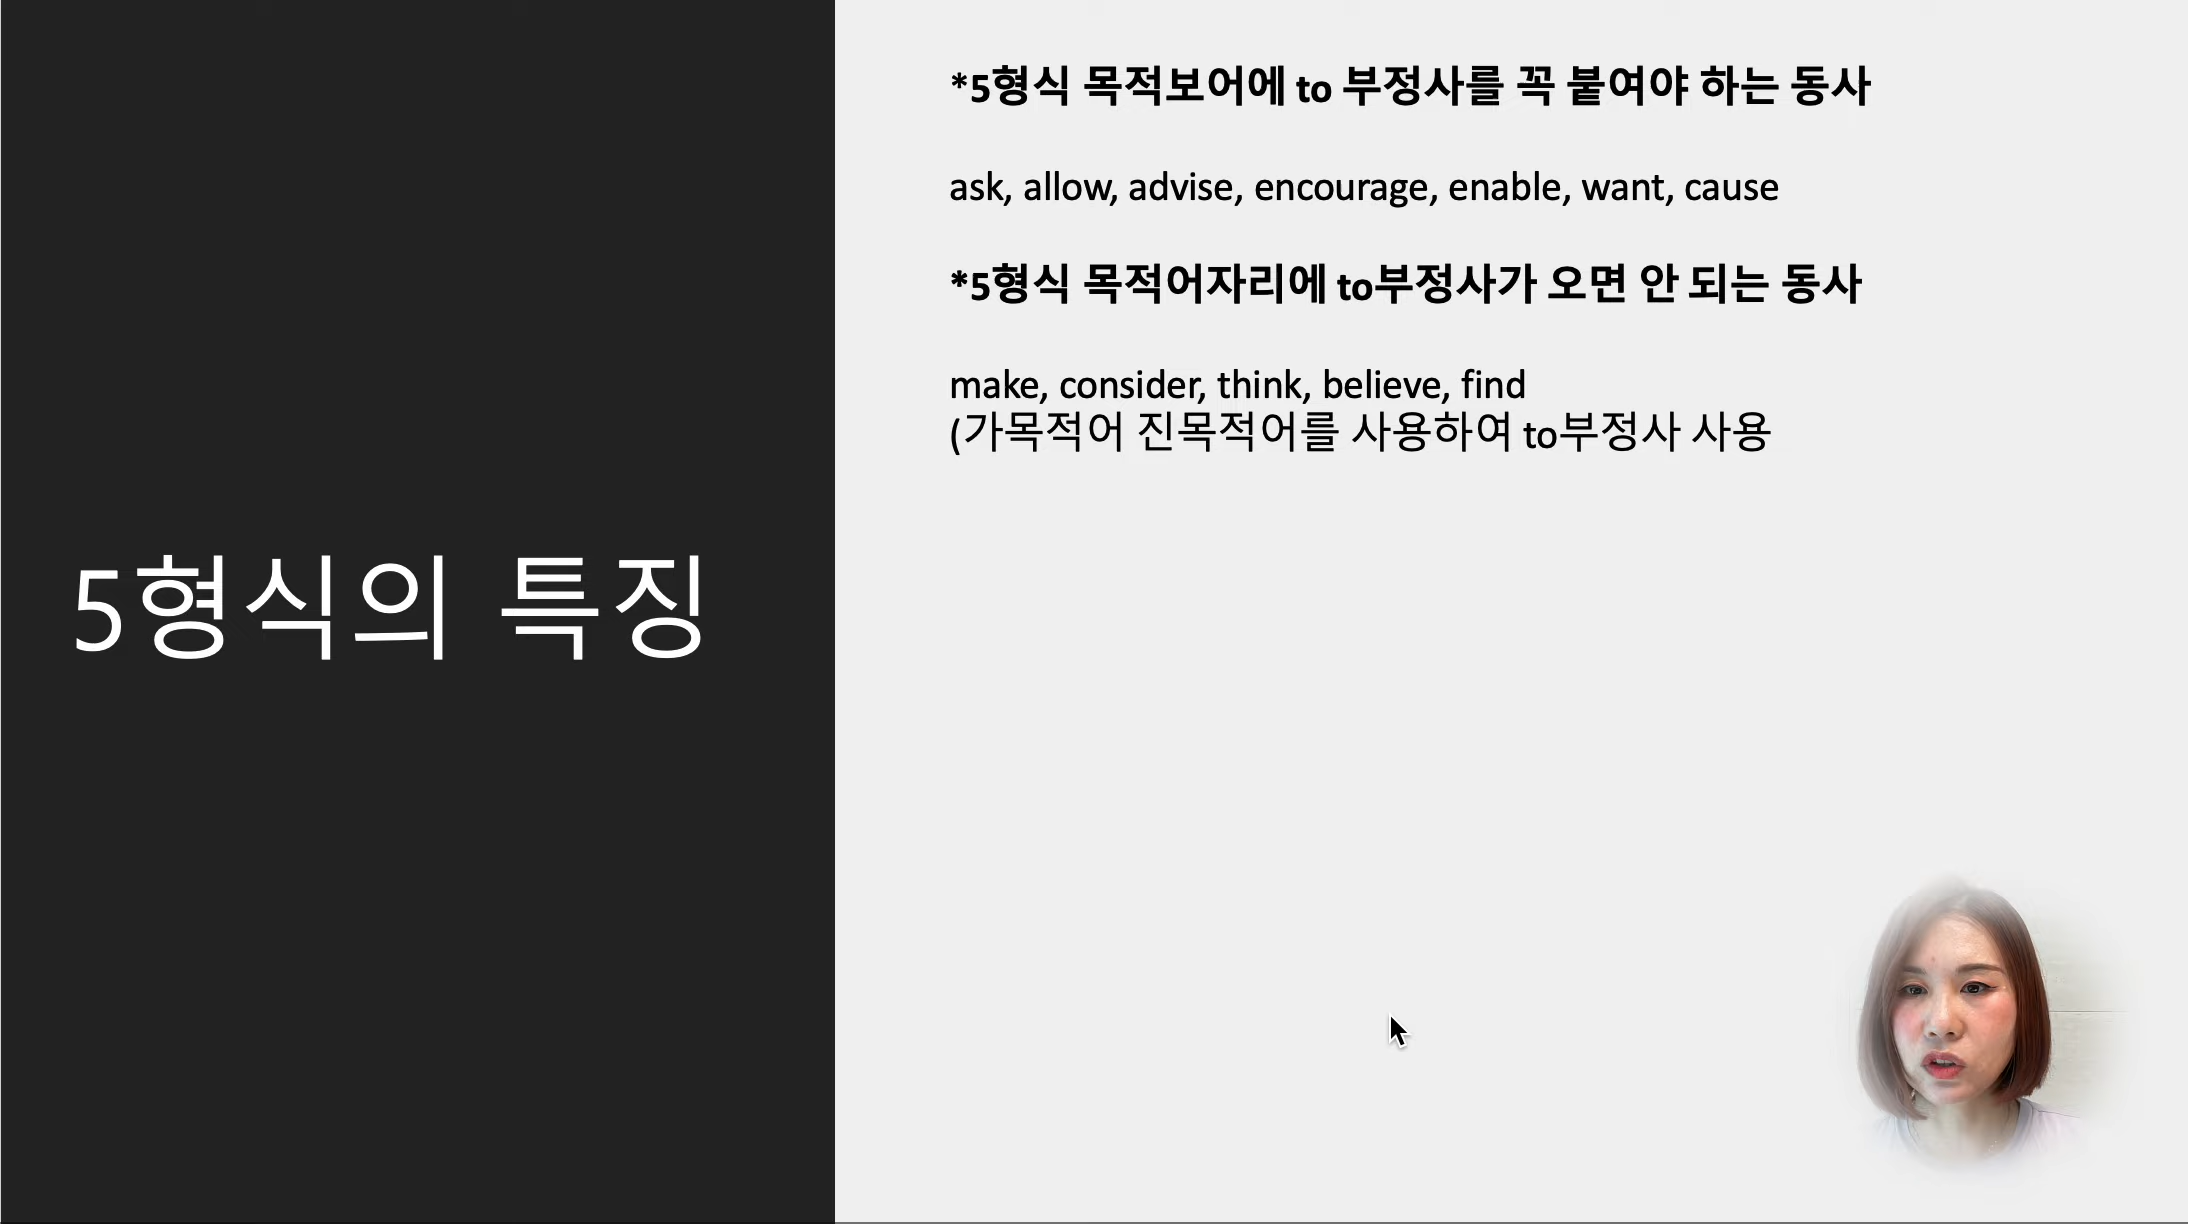 5형식의 특징
*5형식 목적보어에 to 부정사를 꼭 붙여야 하는 동사
ask, allow, advise, encourage, enable, want, cause
*5형식 목적어자리에 to부정사가 오면 안 되는 동사
make, consider, think, believe, find
(가목적어 진목적어를 사용하여 to부정사 사용